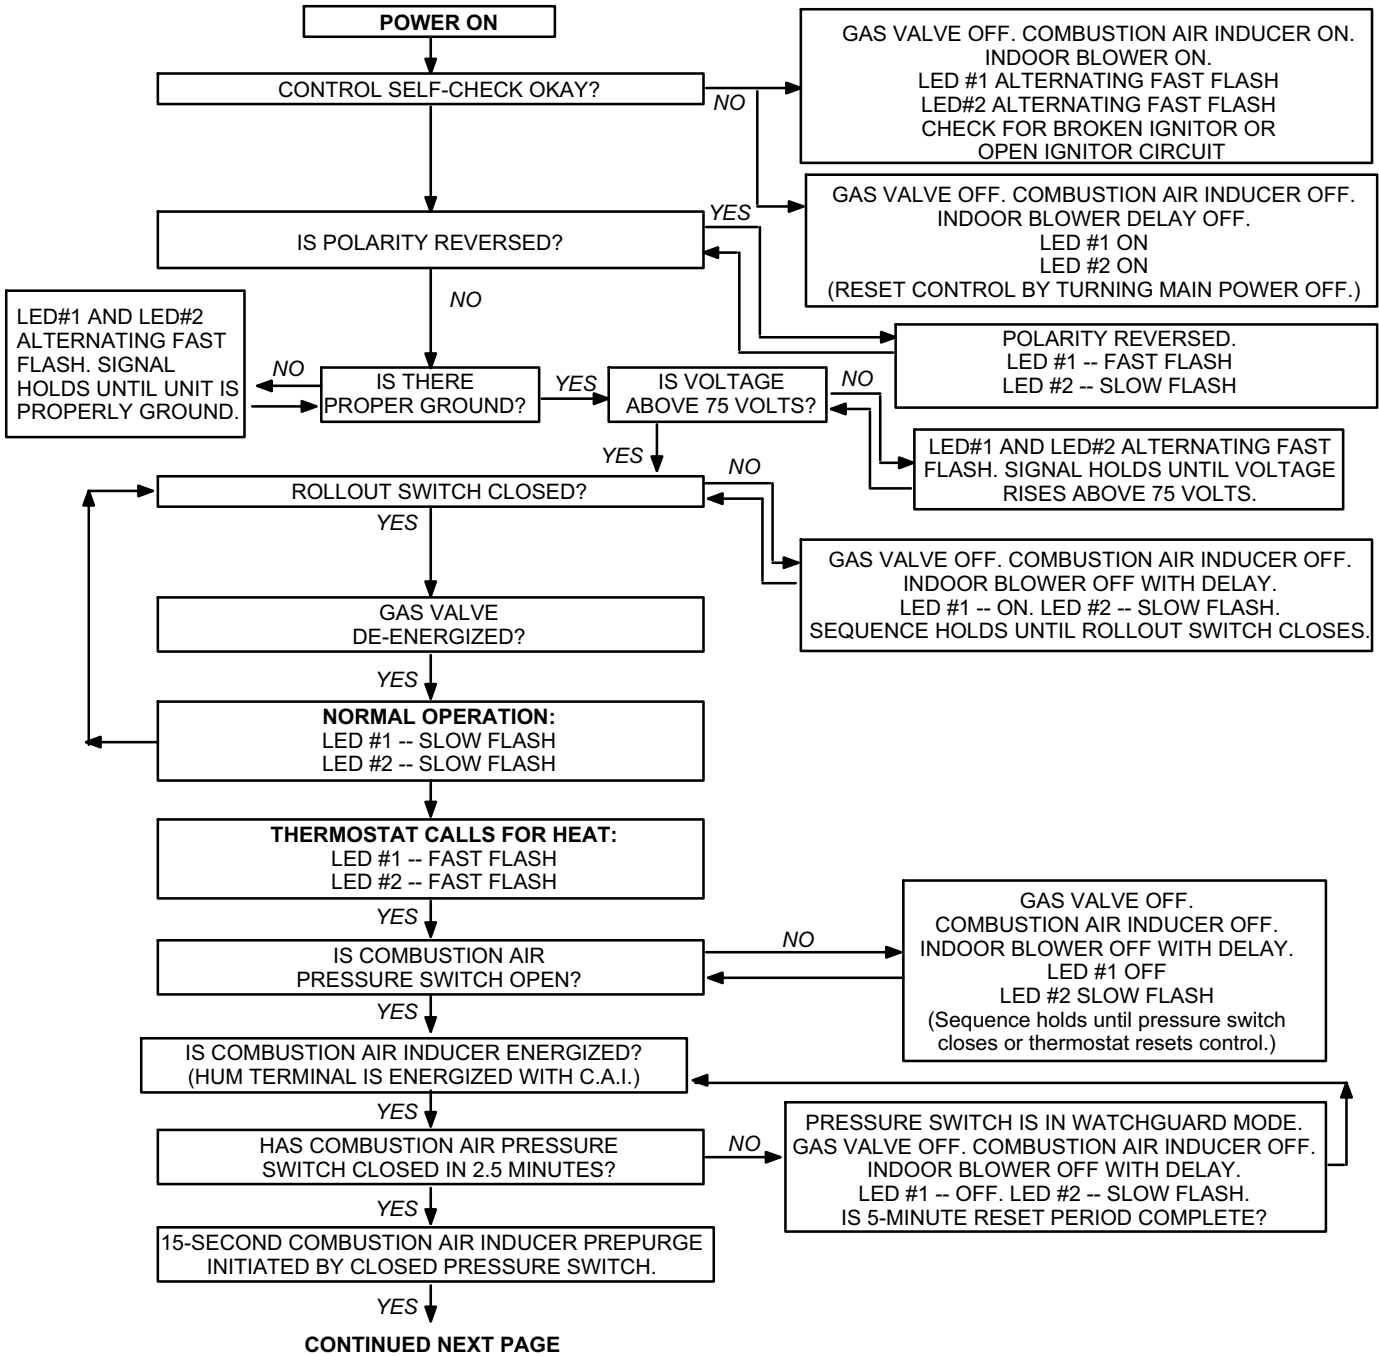 POWER ON
GAS VALVE OFF. COMBUSTION AIR INDUCER ON.
INDOOR BLOWER ON.
LED #1 ALTERNATING FAST FLASH
LED#2 ALTERNATING FAST FLASH
CHECK FOR BROKEN IGNITOR OR
OPEN IGNITOR CIRCUIT
CONTROL SELF-CHECK OKAY?
NO
GAS VALVE OFF. COMBUSTION AIR INDUCER OFF.
INDOOR BLOWER DELAY OFF.
LED #1 ON
LED #2 ON
(RESET CONTROL BY TURNING MAIN POWER OFF.)
IS POLARITY REVERSED?
YES
NO
POLARITY REVERSED.
LED #1 -- FAST FLASH
LED #2 -- SLOW FLASH
LED#1 AND LED#2
ALTERNATING FAST
FLASH. SIGNAL
HOLDS UNTIL UNIT IS
PROPERLY GROUND.
NO
IS THERE
PROPER GROUND?
YES
IS VOLTAGE
ABOVE 75 VOLTS?
NO
LED#1 AND LED#2 ALTERNATING FAST
FLASH. SIGNAL HOLDS UNTIL VOLTAGE
RISES ABOVE 75 VOLTS.
YES
ROLLOUT SWITCH CLOSED?
NO
YES
GAS VALVE OFF. COMBUSTION AIR INDUCER OFF.
INDOOR BLOWER OFF WITH DELAY.
LED #1 -- ON. LED #2 -- SLOW FLASH.
SEQUENCE HOLDS UNTIL ROLLOUT SWITCH CLOSES.
GAS VALVE
DE-ENERGIZED?
YES
NORMAL OPERATION:
LED #1 -- SLOW FLASH
LED #2 -- SLOW FLASH
THERMOSTAT CALLS FOR HEAT:
LED #1 -- FAST FLASH
LED #2 -- FAST FLASH
YES
IS COMBUSTION AIR
PRESSURE SWITCH OPEN?
NO
GAS VALVE OFF.
COMBUSTION AIR INDUCER OFF.
INDOOR BLOWER OFF WITH DELAY.
LED #1 OFF
LED #2 SLOW FLASH
(Sequence holds until pressure switch
closes or thermostat resets control.)
YES
IS COMBUSTION AIR INDUCER ENERGIZED?
(HUM TERMINAL IS ENERGIZED WITH C.A.I.)
YES
HAS COMBUSTION AIR PRESSURE
SWITCH CLOSED IN 2.5 MINUTES?
NO
PRESSURE SWITCH IS IN WATCHGUARD MODE.
GAS VALVE OFF. COMBUSTION AIR INDUCER OFF.
INDOOR BLOWER OFF WITH DELAY.
LED #1 -- OFF. LED #2 -- SLOW FLASH.
IS 5-MINUTE RESET PERIOD COMPLETE?
YES
15-SECOND COMBUSTION AIR INDUCER PREPURGE
INITIATED BY CLOSED PRESSURE SWITCH.
YES
CONTINUED NEXT PAGE